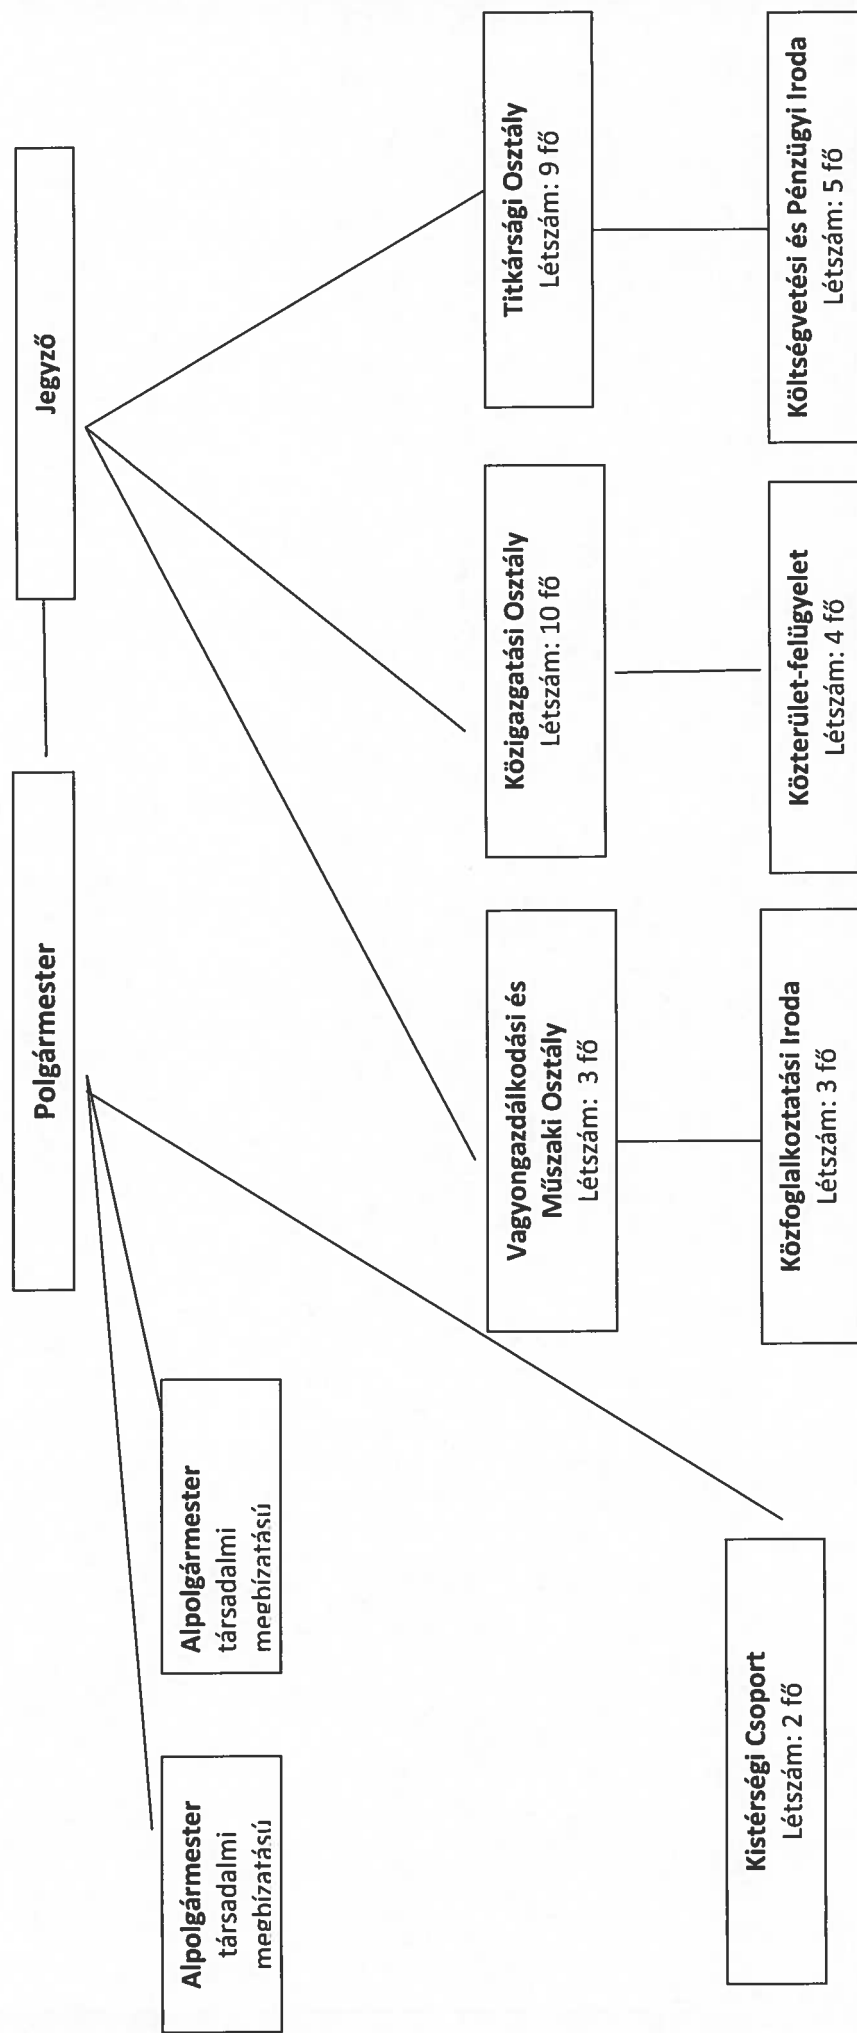 Polgármester
Jegyző
Alpolgármester
társadalmi
megbízatású
Alpolgármester
társadalmi
megbízatású
Vagyongazdálkodási és
Műszaki Osztály
Létszám: 3 fő
Közigazgatási Osztály
Létszám: 10 fő
Titkársági Osztály
Létszám: 9 fő
Kistérségi Csoport
Létszám: 2 fő
Közfoglalkoztatási Iroda
Létszám: 3 fő
Közterület-felügyelet
Létszám: 4 fő
Költségvetési és Pénzügyi Iroda
Létszám: 5 fő